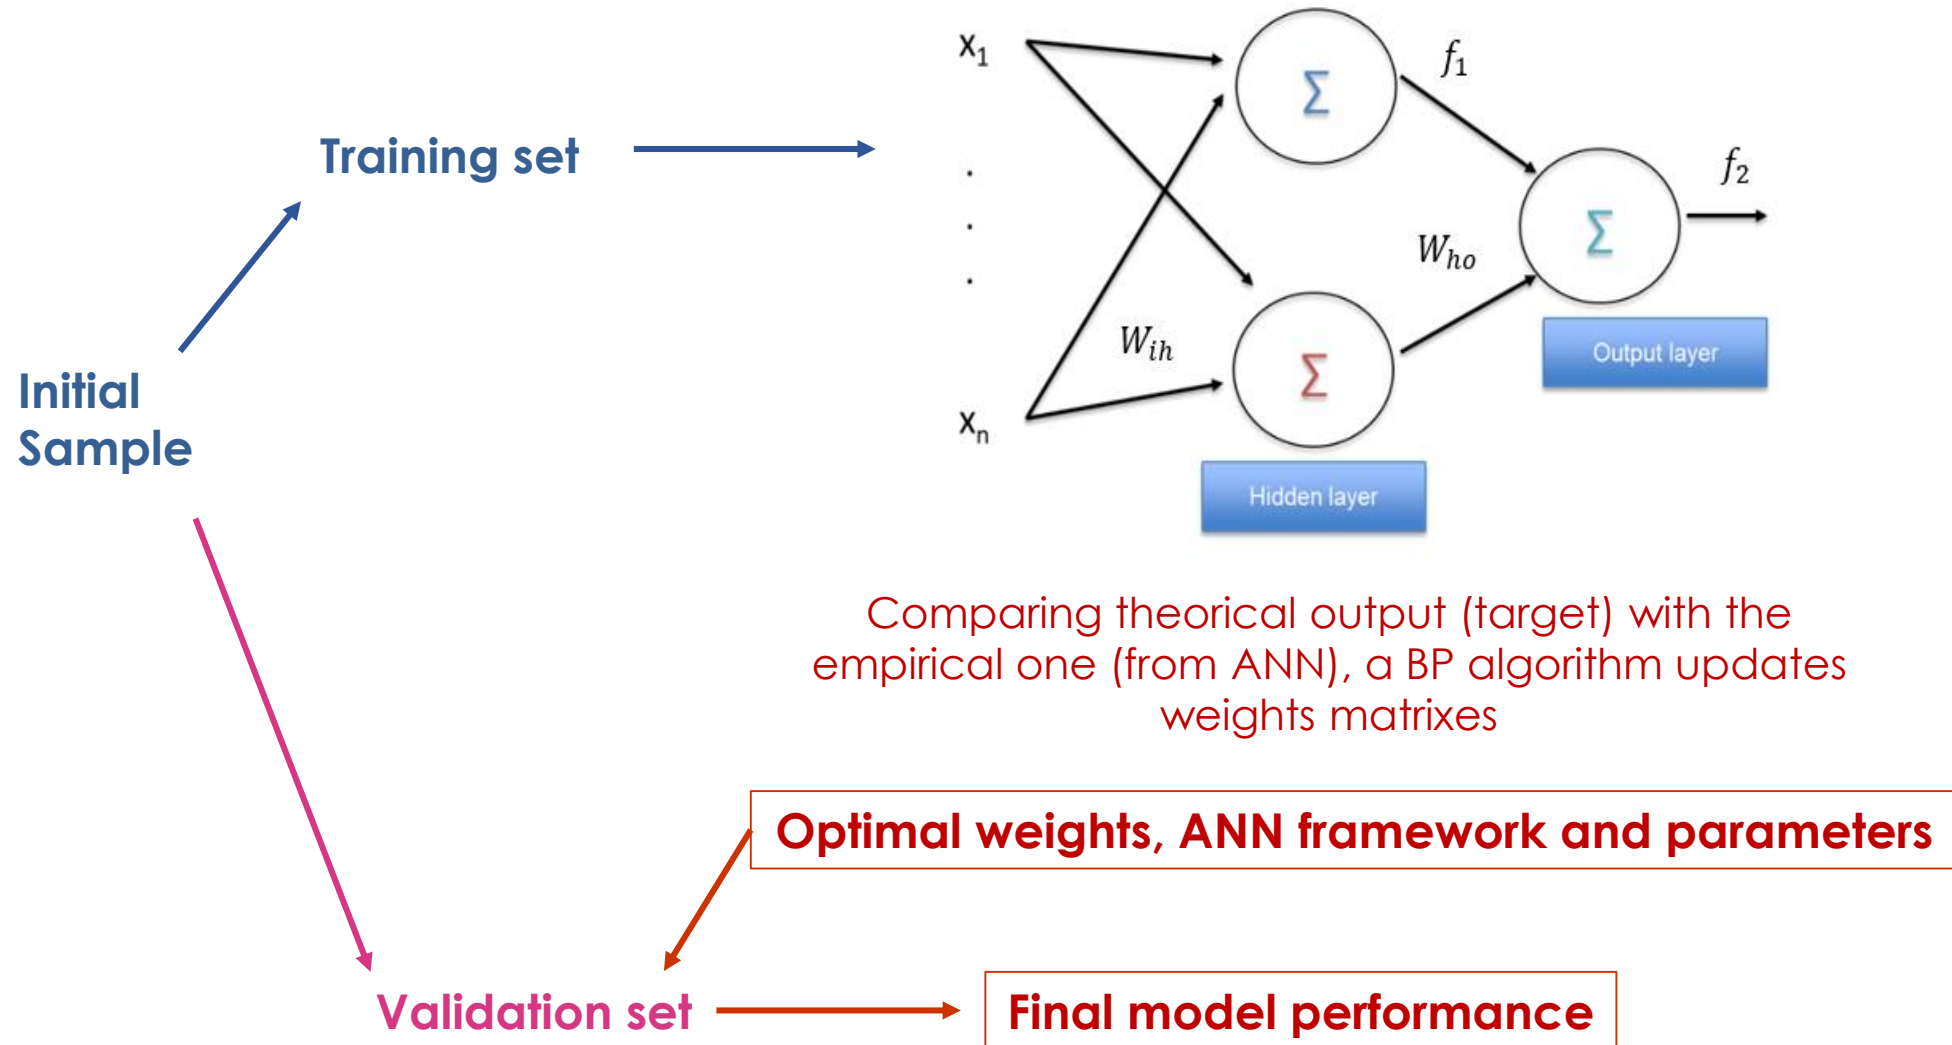 x₁
Σ
f₁
Training set
.
.
.
Σ
f₂
W_ho
W_ih
Σ
Output layer
Initial
Sample
xₙ
Hidden layer
Comparing theorical output (target) with the
empirical one (from ANN), a BP algorithm updates
weights matrixes
Optimal weights, ANN framework and parameters
Validation set
Final model performance